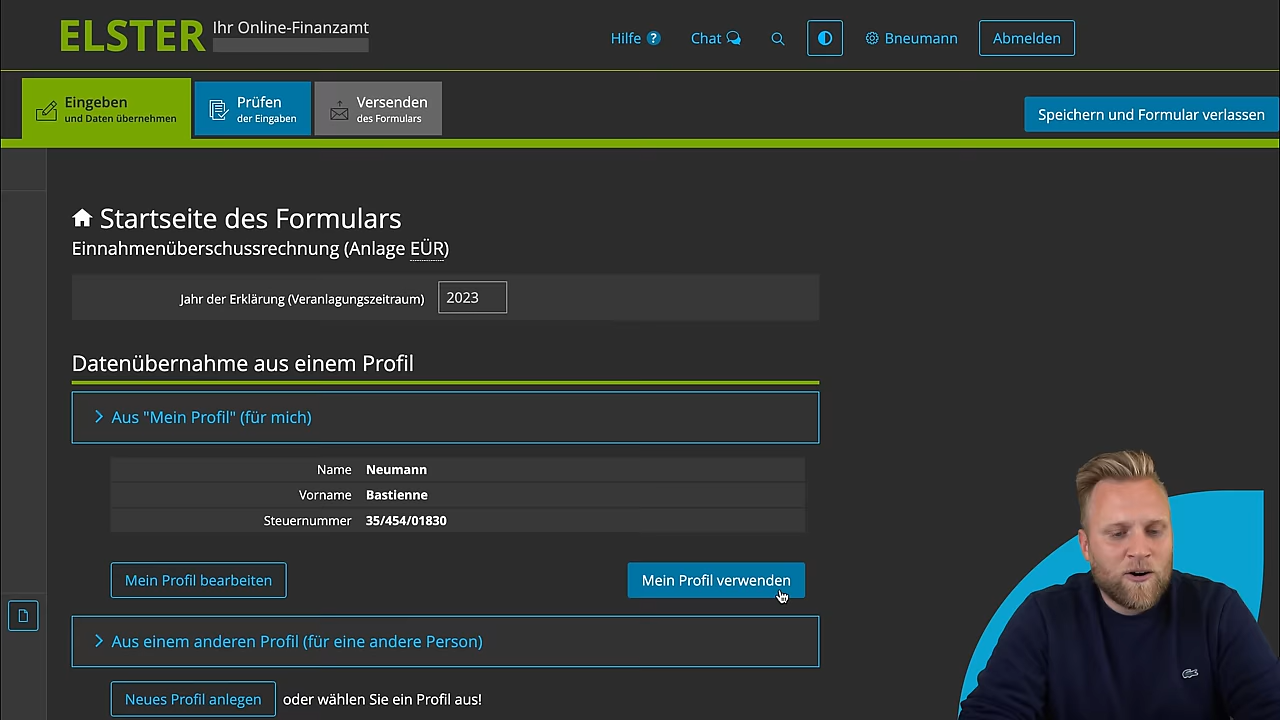 ELSTER
Ihr Online-Finanzamt
Hilfe ?
Chat
Bneumann
Abmelden
Eingeben
und Daten übernehmen
Prüfen
der Eingaben
Versenden
des Formulars
Speichern und Formular verlassen
Startseite des Formulars
Einnahmenüberschussrechnung (Anlage EÜR)
Jahr der Erklärung (Veranlagungszeitraum) 2023
Datenübernahme aus einem Profil
Aus "Mein Profil" (für mich)
Name Neumann
Vorname Bastienne
Steuernummer 35/454/01830
Mein Profil bearbeiten
Mein Profil verwenden
Aus einem anderen Profil (für eine andere Person)
Neues Profil anlegen oder wählen Sie ein Profil aus!